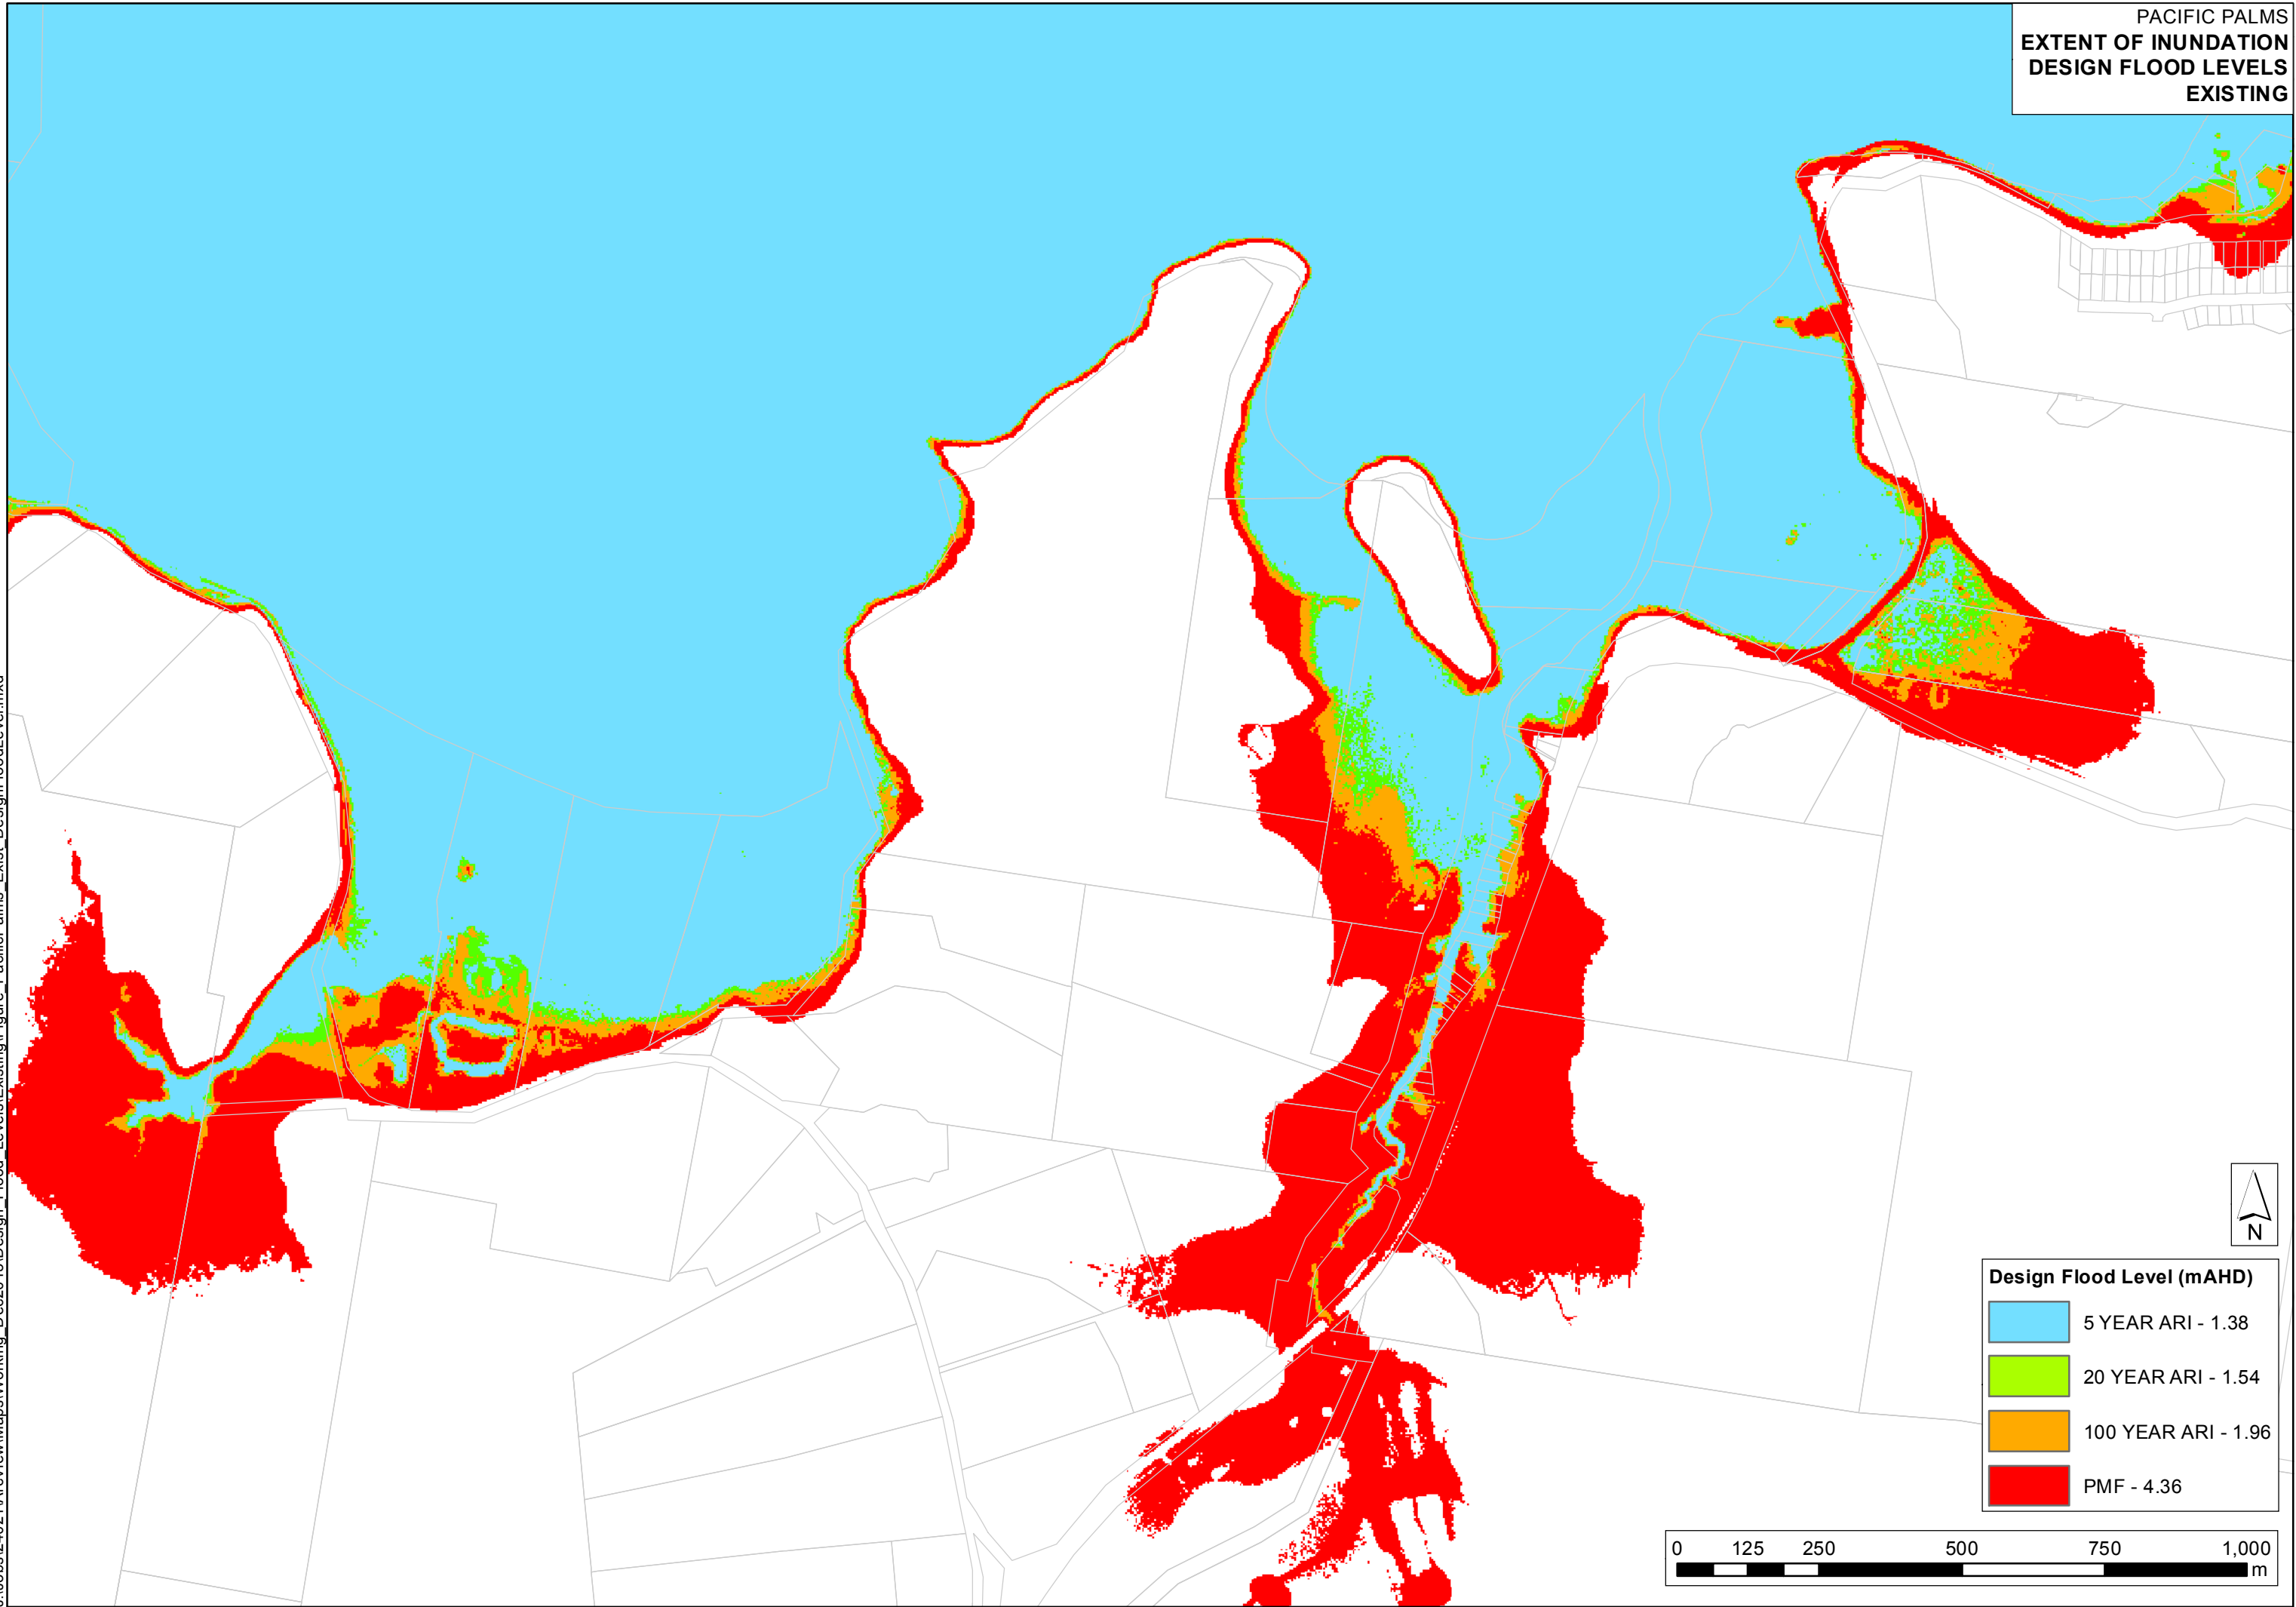 PACIFIC PALMS
EXTENT OF INUNDATION
DESIGN FLOOD LEVELS
EXISTING
N
Design Flood Level (mAHD)
5 YEAR ARI - 1.38
20 YEAR ARI - 1.54
100 YEAR ARI - 1.96
PMF - 4.36
0 125 250 500 750 1,000
m